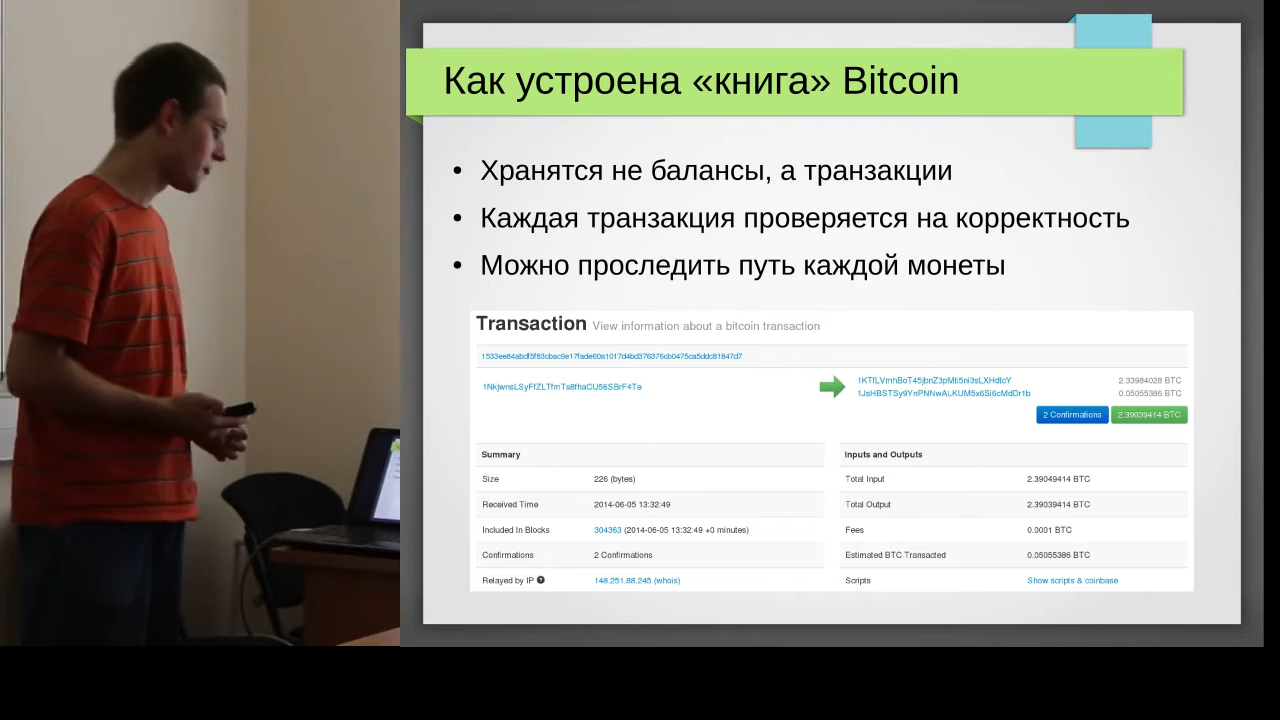 Как устроена «книга» Bitcoin
• Хранятся не балансы, а транзакции
• Каждая транзакция проверяется на корректность
• Можно проследить путь каждой монеты
Transaction View information about a bitcoin transaction
1533ee84abdf5f83cbac9e17fade60a1017d4bd376376cb0475ca5ddc81847d7
1NkjwnsLSyFfZLTfmTs8fhaCU56SBrF4Te
1KTfLVmhBoT45jbnZ3pMti5ni3sLXHdtcY 2.33984028 BTC
1JsHBSTSy9YnPNNwALKUM5x6Si6cMdDr1b 0.05055386 BTC
2 Confirmations 2.39039414 BTC
Summary Inputs and Outputs
Size 226 (bytes) Total Input 2.39049414 BTC
Received Time 2014-06-05 13:32:49 Total Output 2.39039414 BTC
Included In Blocks 304363 (2014-06-05 13:32:49 +0 minutes) Fees 0.0001 BTC
Confirmations 2 Confirmations Estimated BTC Transacted 0.05055386 BTC
Relayed by IP 148.251.88.245 (whois) Scripts Show scripts & coinbase